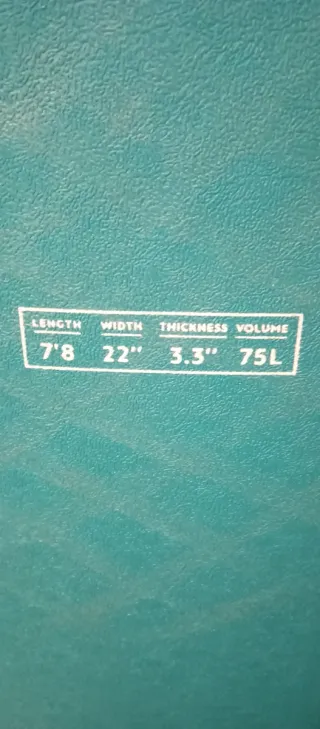 LENGTH WIDTH THICKNESS VOLUME
7'8 22" 3.3" 75L